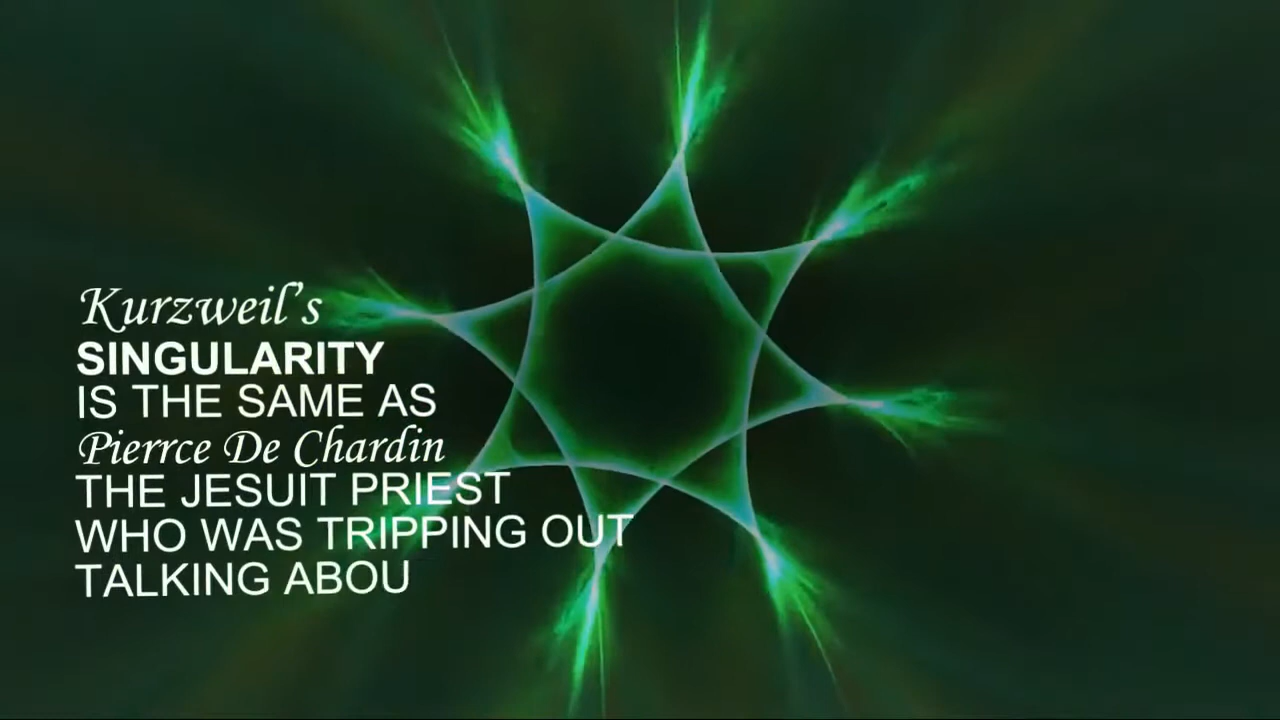 Kurzweil's
SINGULARITY
IS THE SAME AS
Pierrce De Chardin
THE JESUIT PRIEST
WHO WAS TRIPPING OUT
TALKING ABOU